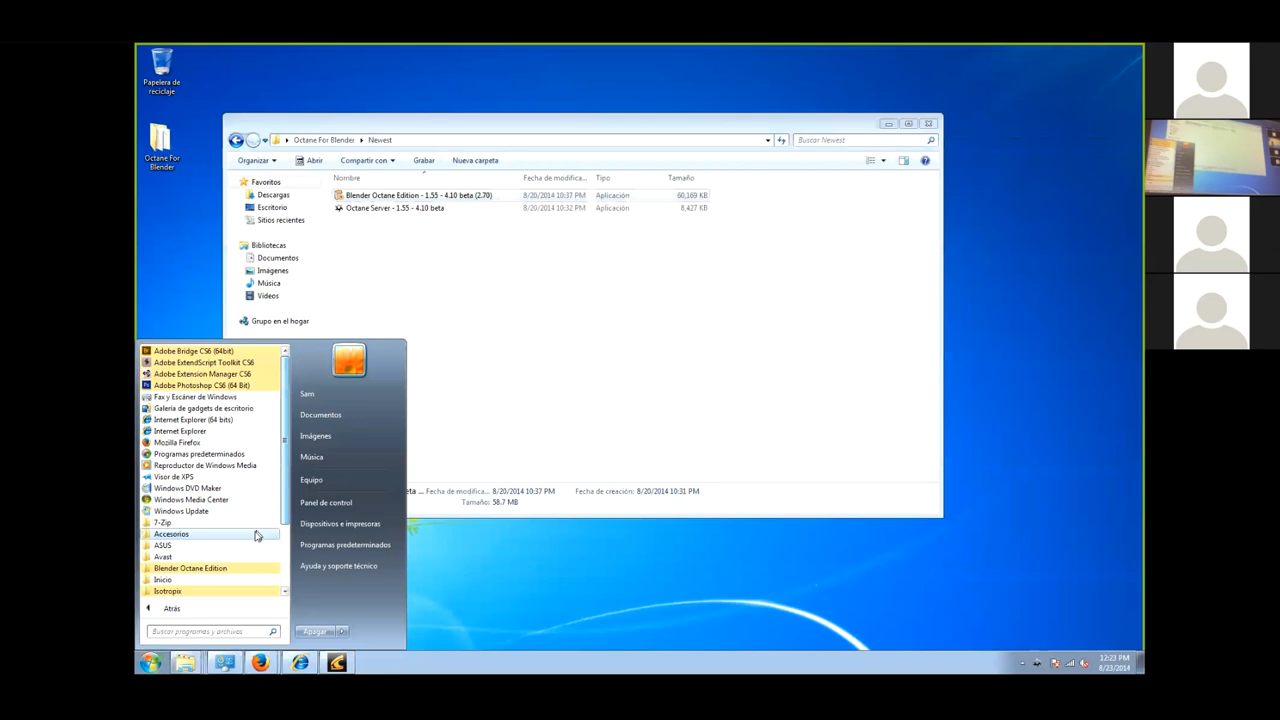 Papelera de
reciclaje
Octane For
Blender
Octane For Blender
Newest
Buscar Newest
Organizar
Abrir
Compartir con
Grabar
Nueva carpeta
Nombre
Fecha de modifica...
Tipo
Tamaño
Favoritos
Descargas
Escritorio
Sitios recientes
Bibliotecas
Documentos
Imágenes
Música
Vídeos
Grupo en el hogar
Blender Octane Edition - 1.55 - 4.10 beta (2.70)
8/20/2014 10:37 PM
Aplicación
60,169 KB
Octane Server - 1.55 - 4.10 beta
8/20/2014 10:32 PM
Aplicación
8,427 KB
eta ... Fecha de modifica... 8/20/2014 10:37 PM
Fecha de creación: 8/20/2014 10:31 PM
Tamaño: 58.7 MB
Adobe Bridge CS6 (64bit)
Adobe ExtendScript Toolkit CS6
Adobe Extension Manager CS6
Adobe Photoshop CS6 (64 Bit)
Fax y Escáner de Windows
Galería de gadgets de escritorio
Internet Explorer (64 bits)
Internet Explorer
Mozilla Firefox
Programas predeterminados
Reproductor de Windows Media
Visor de XPS
Windows DVD Maker
Windows Media Center
Windows Update
7-Zip
Accesorios
ASUS
Avast
Blender Octane Edition
Inicio
Isotropix
Atrás
Buscar programas y archivos
Sam
Documentos
Imágenes
Música
Equipo
Panel de control
Dispositivos e impresoras
Programas predeterminados
Ayuda y soporte técnico
Apagar
12:23 PM
8/23/2014